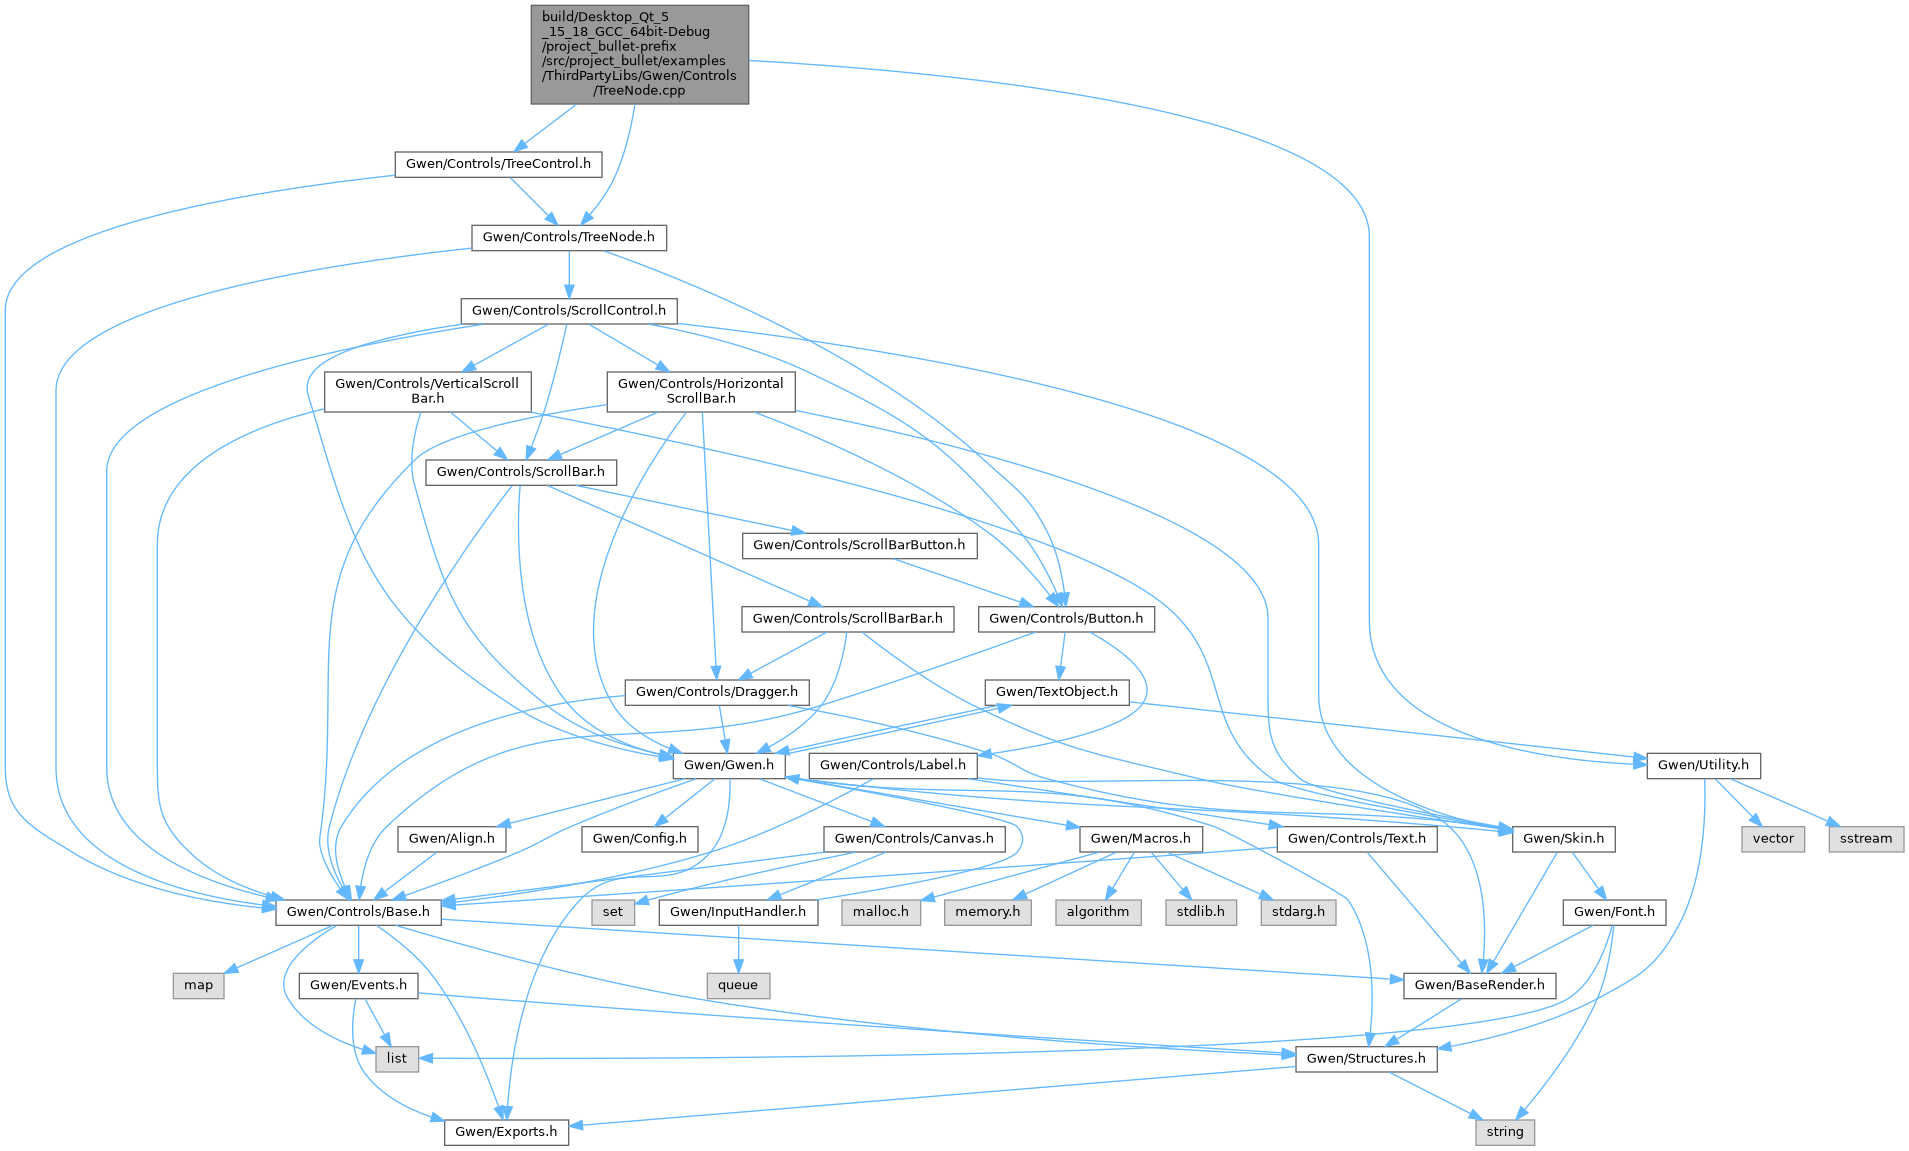 build/Desktop_Qt_5
_15_18_GCC_64bit-Debug
/project_bullet-prefix
/src/project_bullet/examples
/ThirdPartyLibs/Gwen/Controls
/TreeNode.cpp
Gwen/Controls/TreeControl.h
Gwen/Controls/TreeNode.h
Gwen/Controls/ScrollControl.h
Gwen/Controls/VerticalScroll
Bar.h
Gwen/Controls/Horizontal
ScrollBar.h
Gwen/Controls/ScrollBar.h
Gwen/Controls/ScrollBarButton.h
Gwen/Controls/ScrollBarBar.h
Gwen/Controls/Button.h
Gwen/Controls/Dragger.h
Gwen/TextObject.h
Gwen/Gwen.h
Gwen/Controls/Label.h
Gwen/Utility.h
Gwen/Align.h
Gwen/Config.h
Gwen/Controls/Canvas.h
Gwen/Macros.h
Gwen/Controls/Text.h
Gwen/Skin.h
vector
sstream
Gwen/Controls/Base.h
set
Gwen/InputHandler.h
malloc.h
memory.h
algorithm
stdlib.h
stdarg.h
Gwen/Font.h
map
Gwen/Events.h
queue
Gwen/BaseRender.h
list
Gwen/Structures.h
Gwen/Exports.h
string